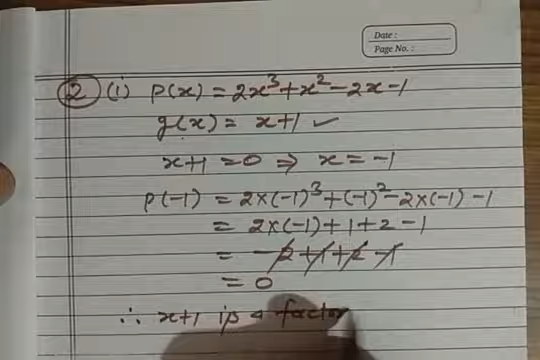 Date :
Page No. :
② (i) p(x) = 2x³ + x² - 2x - 1
g(x) = x+1 ✓
x+1 = 0 ⇒ x = -1
p(-1) = 2×(-1)³ + (-1)² - 2×(-1) - 1
= 2×(-1) + 1 + 2 - 1
= -2 + 1 + 2 - 1
= 0
∴ x+1 is a factor